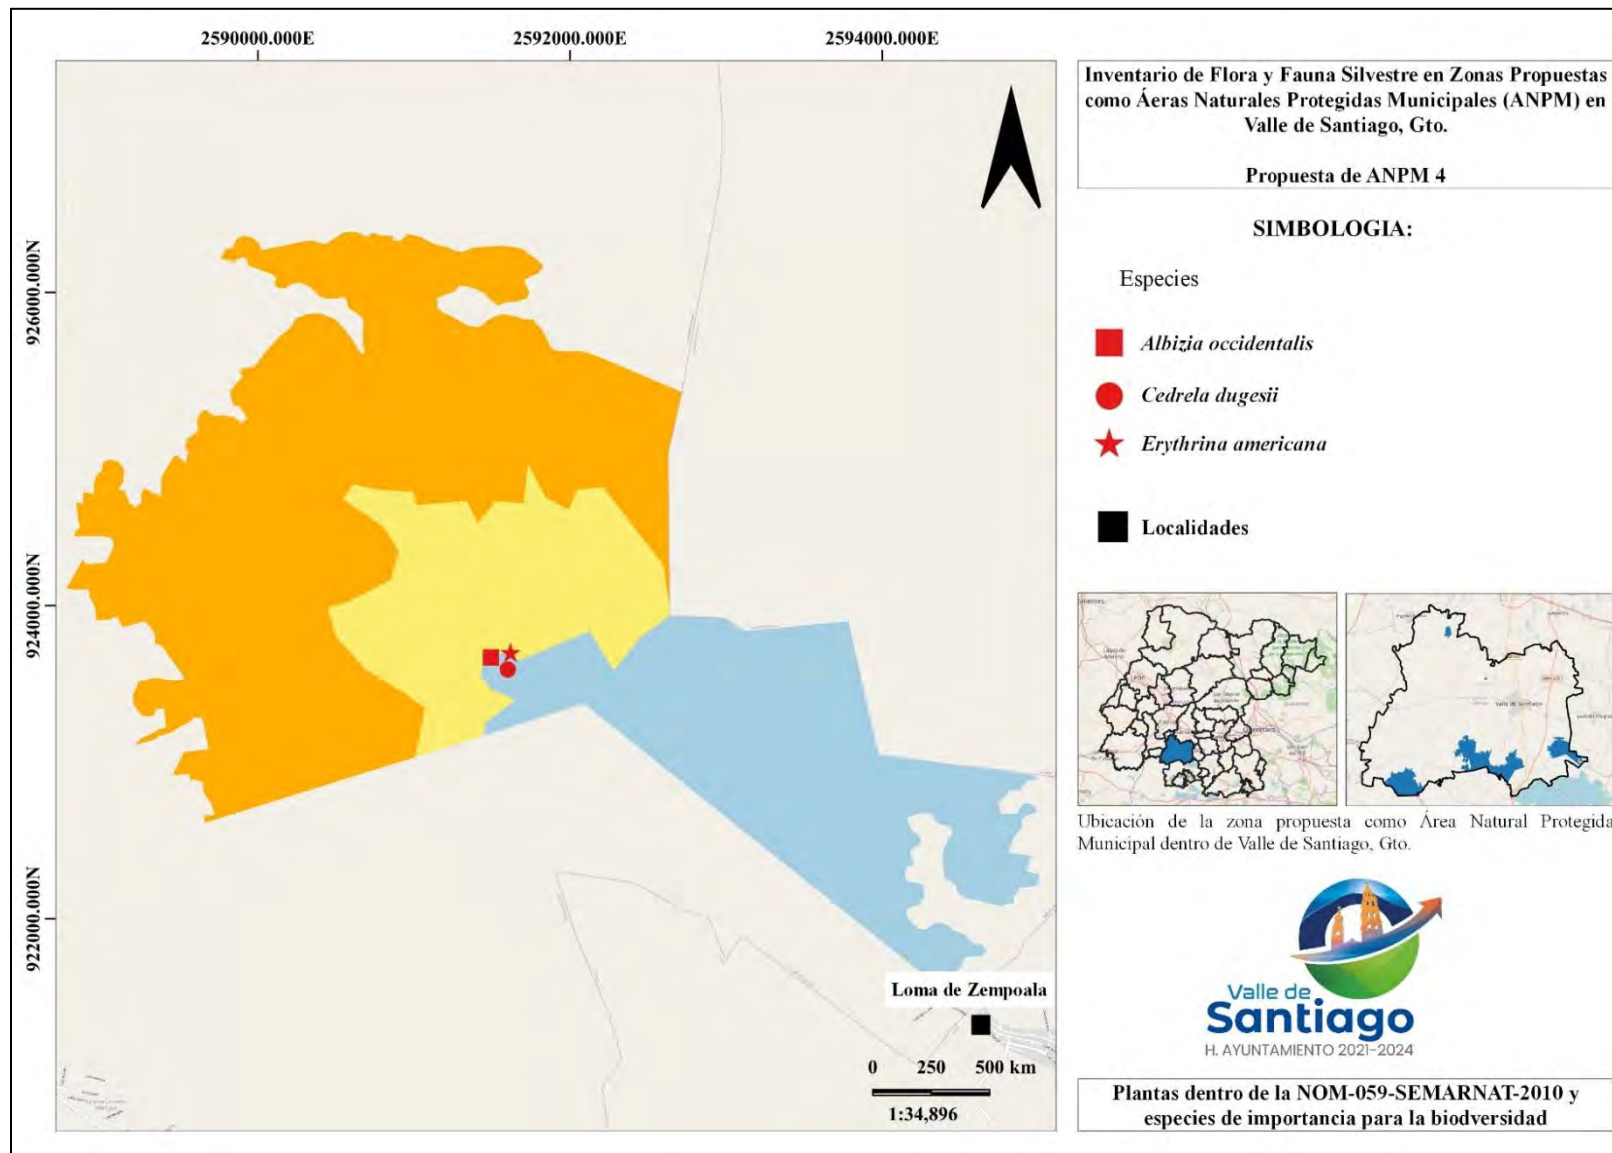 2590000.000E
2592000.000E
2594000.000E
926000.000N
924000.000N
922000.000N
Loma de Zempoala
0 250 500 km
1:34,896
Inventario de Flora y Fauna Silvestre en Zonas Propuestas
como Áeras Naturales Protegidas Municipales (ANPM) en
Valle de Santiago, Gto.
Propuesta de ANPM 4
SIMBOLOGIA:
Especies
Albizia occidentalis
Cedrela dugesii
Erythrina americana
Localidades
Valle de Santiago
Ubicación de la zona propuesta como Área Natural Protegida
Municipal dentro de Valle de Santiago, Gto.
Valle de
Santiago
H. AYUNTAMIENTO 2021-2024
Plantas dentro de la NOM-059-SEMARNAT-2010 y
especies de importancia para la biodversidad